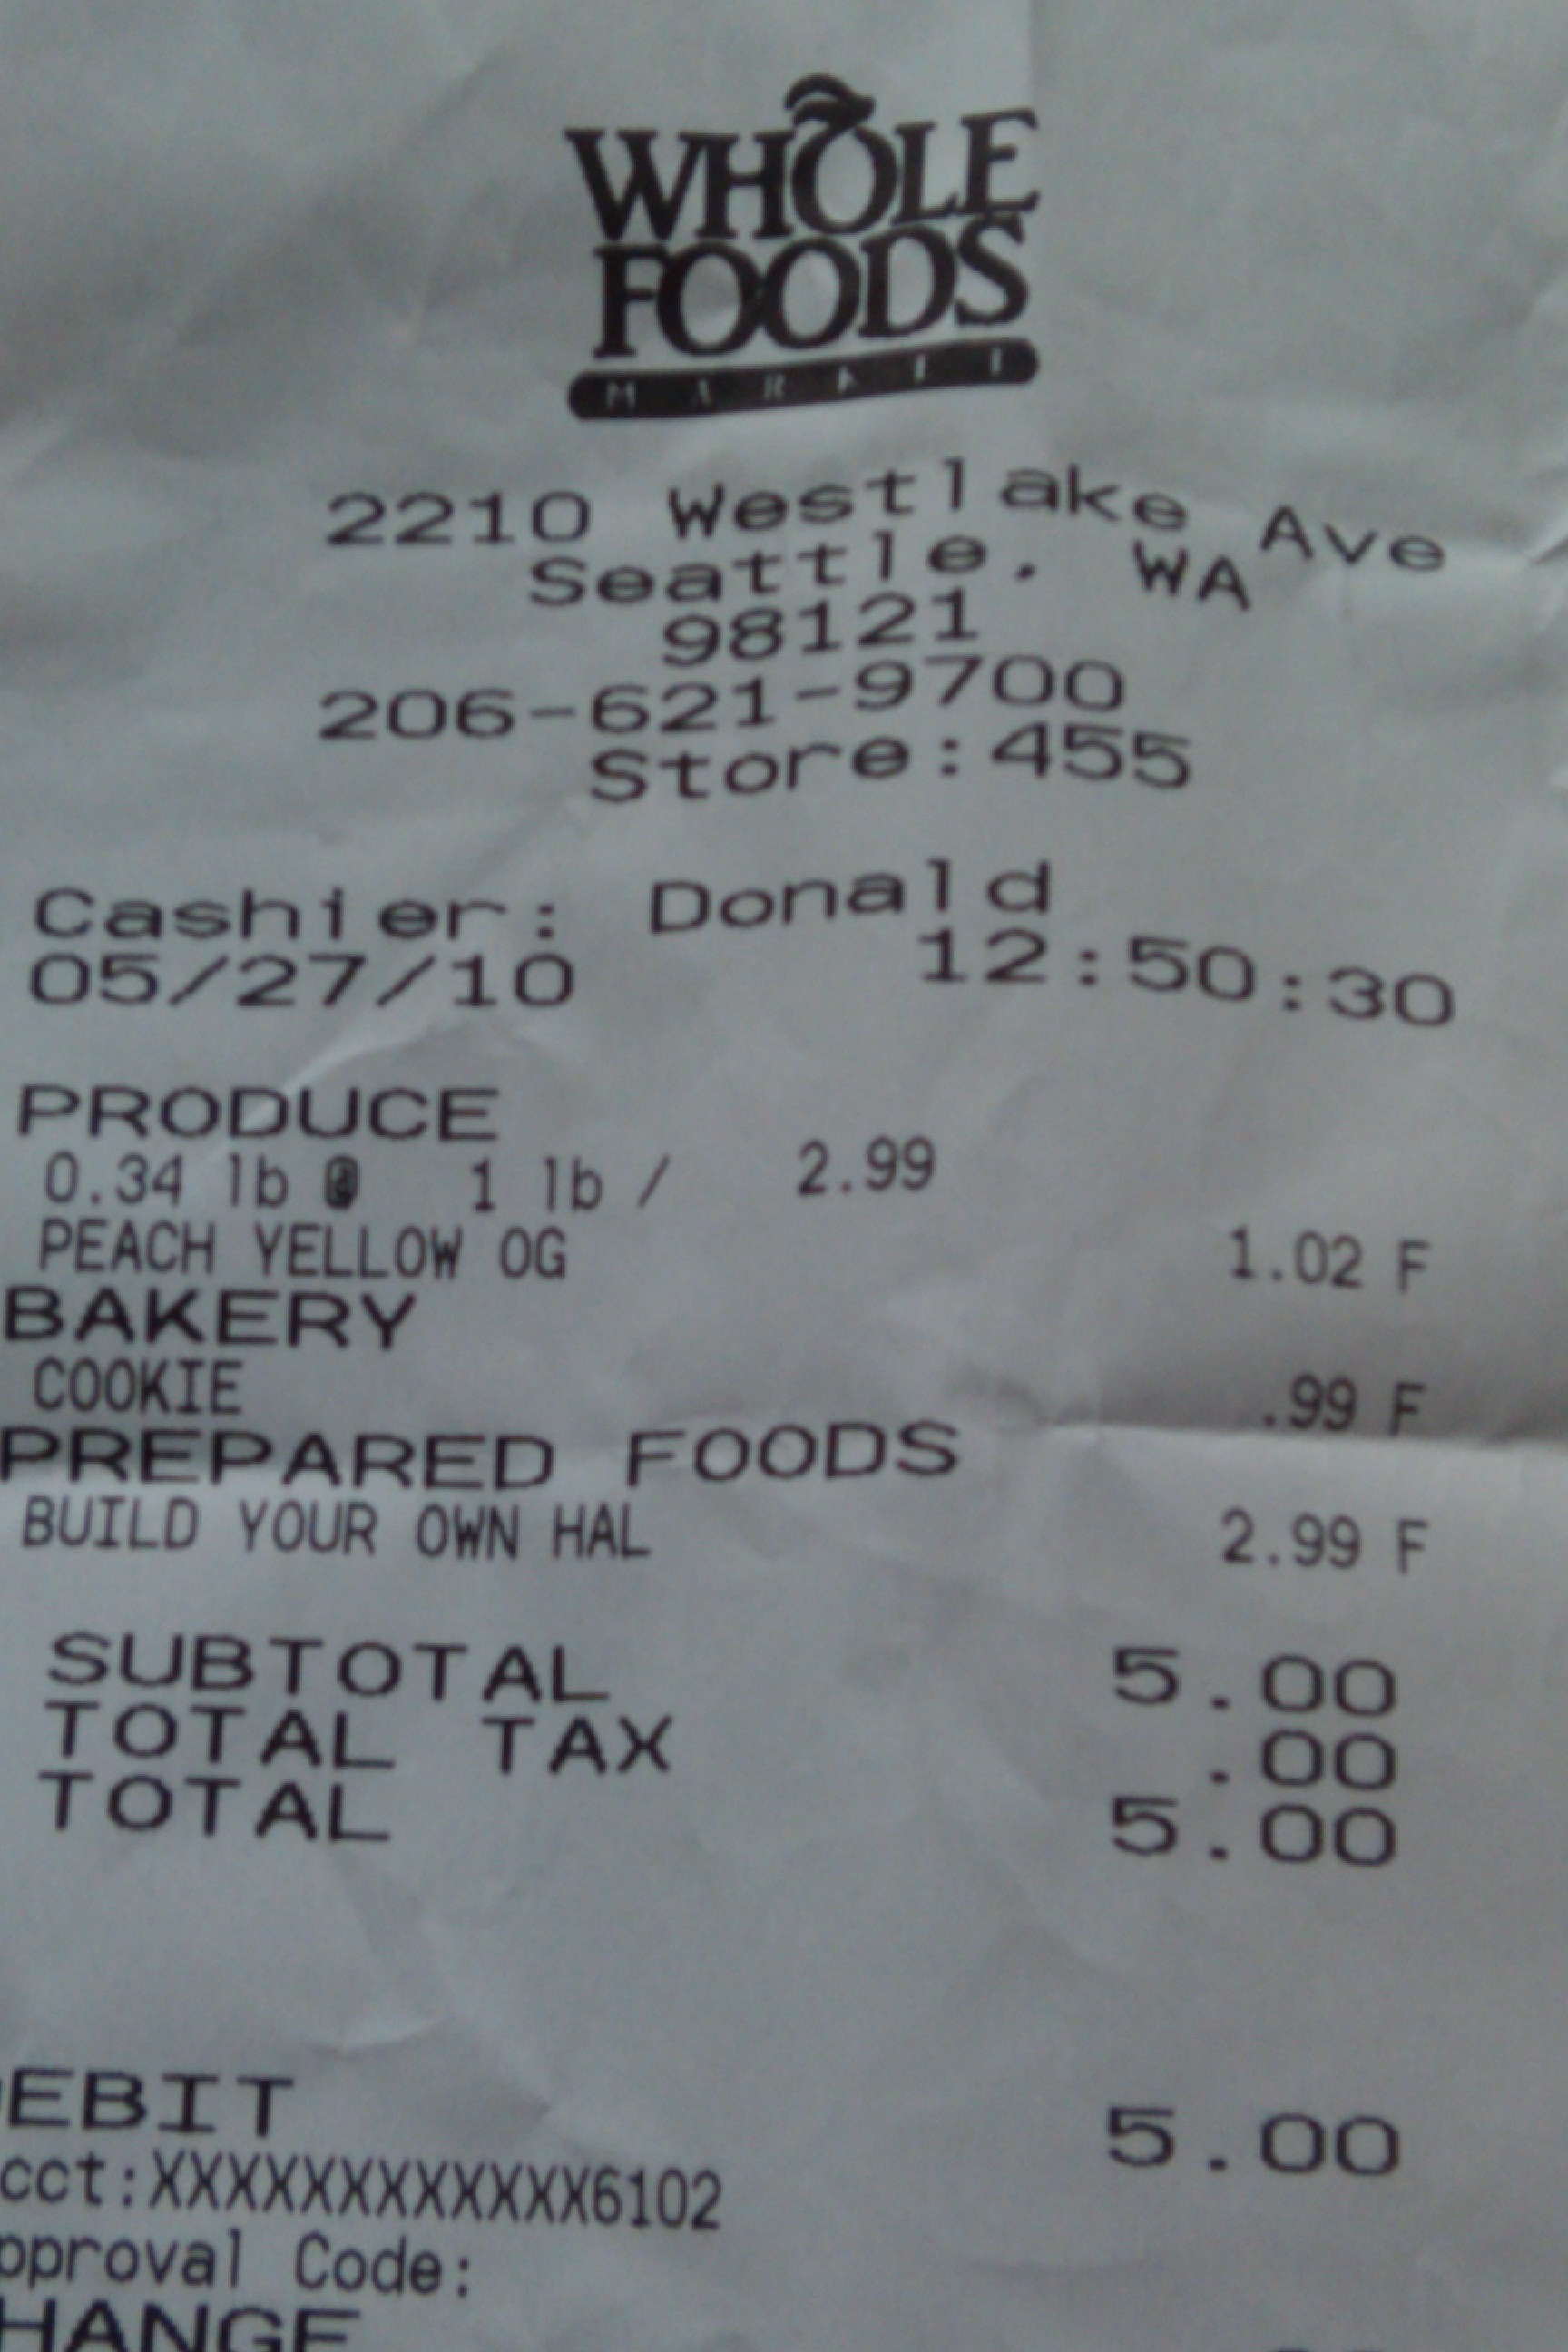 WHOLE
FOODS
MARKET
2210 Westlake Ave
Seattle, WA
98121
206-621-9700
Store:455
Cashier: Donald
05/27/10 12:50:30
PRODUCE
0.34 lb @ 1 lb / 2.99
PEACH YELLOW OG 1.02 F
BAKERY
COOKIE .99 F
PREPARED FOODS
BUILD YOUR OWN HAL 2.99 F
SUBTOTAL 5.00
TOTAL TAX .00
TOTAL 5.00
EBIT 5.00
cct:XXXXXXXXXXXX6102
pproval Code:
HANGE